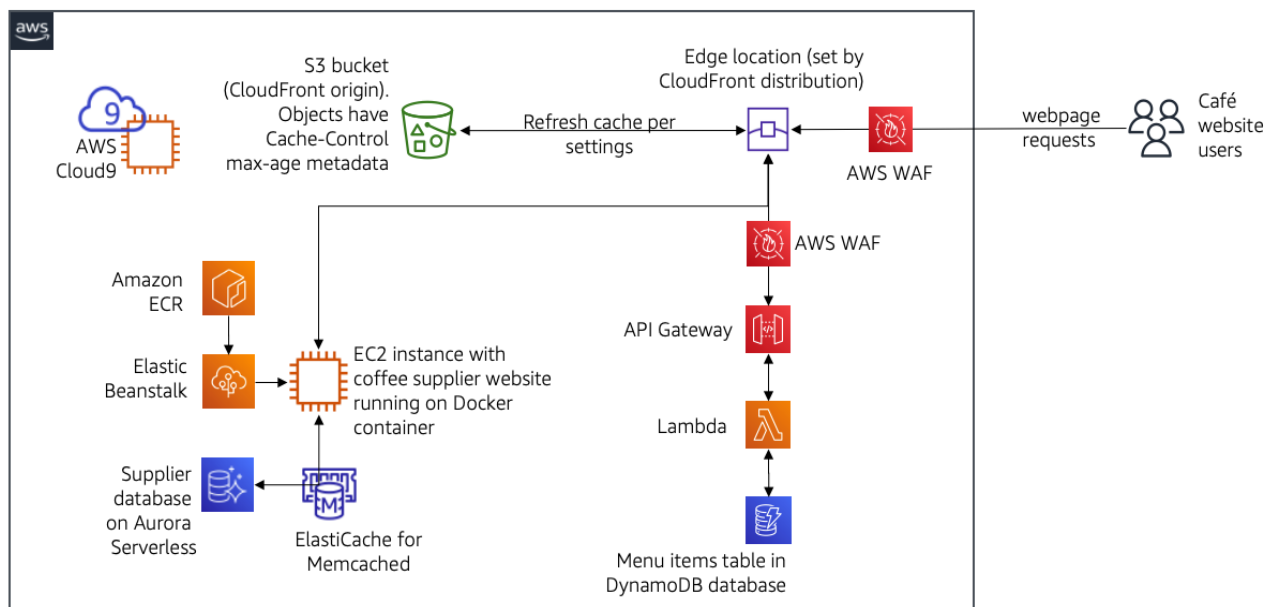 aws
S3 bucket
(CloudFront origin).
Objects have
Cache-Control
max-age metadata
Edge location (set by
CloudFront distribution)
9
AWS
Cloud9
Refresh cache per
settings
AWS WAF
webpage
requests
Café
website
users
AWS WAF
Amazon
ECR
API Gateway
Elastic
Beanstalk
EC2 instance with
coffee supplier website
running on Docker
container
Lambda
Supplier
database
on Aurora
Serverless
M
ElastiCache for
Memcached
Menu items table in
DynamoDB database